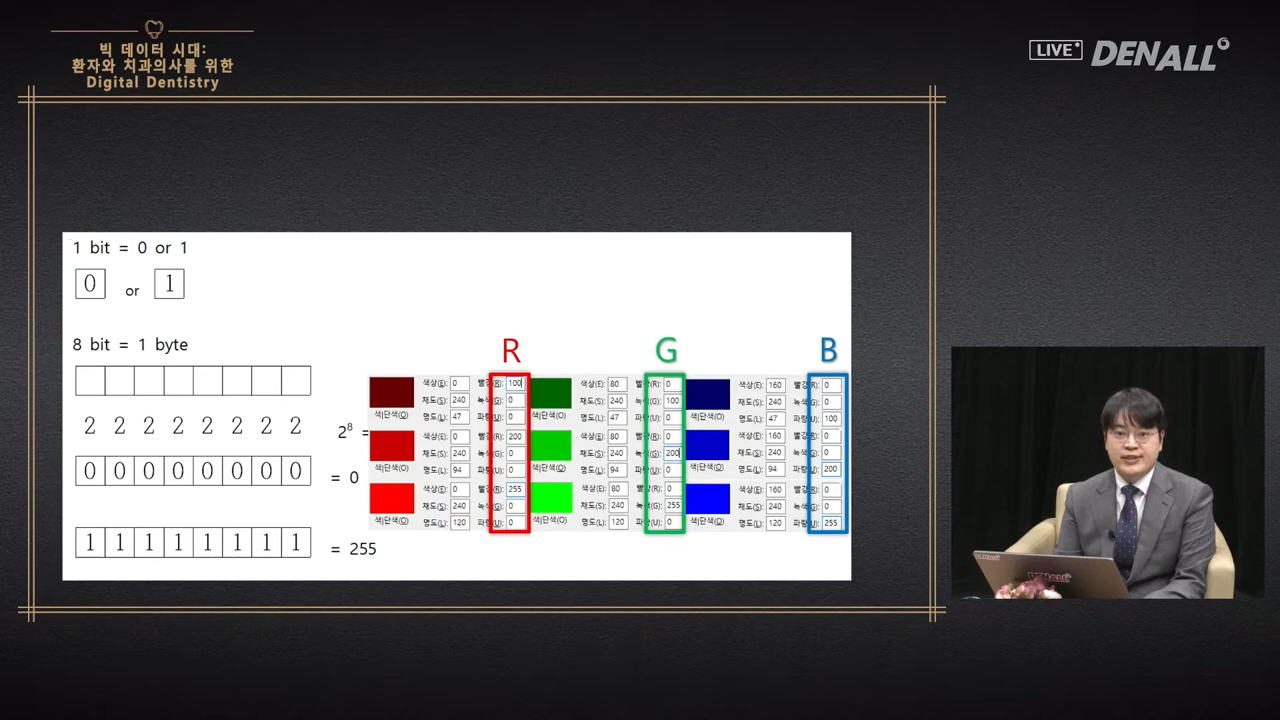 빅 데이터 시대:
환자와 치과의사를 위한
Digital Dentistry
LIVE
DENALL
1 bit = 0 or 1
0 or 1
8 bit = 1 byte
2 2 2 2 2 2 2 2
2⁸ =
0 0 0 0 0 0 0 0 = 0
1 1 1 1 1 1 1 1 = 255
R G B
색상(E): 0 빨강(R): 100
채도(S): 240 녹색(G): 0
색|단색(O) 명도(L): 47 파랑(U): 0
색상(E): 0 빨강(R): 200
채도(S): 240 녹색(G): 0
색|단색(O) 명도(L): 94 파랑(U): 0
색상(E): 0 빨강(R): 255
채도(S): 240 녹색(G): 0
색|단색(O) 명도(L): 120 파랑(U): 0
색상(E): 80 빨강(R): 0
채도(S): 240 녹색(G): 100
색|단색(O) 명도(L): 47 파랑(U): 0
색상(E): 80 빨강(R): 0
채도(S): 240 녹색(G): 200
색|단색(O) 명도(L): 94 파랑(U): 0
색상(E): 80 빨강(R): 0
채도(S): 240 녹색(G): 255
색|단색(O) 명도(L): 120 파랑(U): 0
색상(E): 160 빨강(R): 0
채도(S): 240 녹색(G): 0
색|단색(O) 명도(L): 47 파랑(U): 100
색상(E): 160 빨강(R): 0
채도(S): 240 녹색(G): 0
색|단색(O) 명도(L): 94 파랑(U): 200
색상(E): 160 빨강(R): 0
채도(S): 240 녹색(G): 0
색|단색(O) 명도(L): 120 파랑(U): 255
DENALL
DENALL